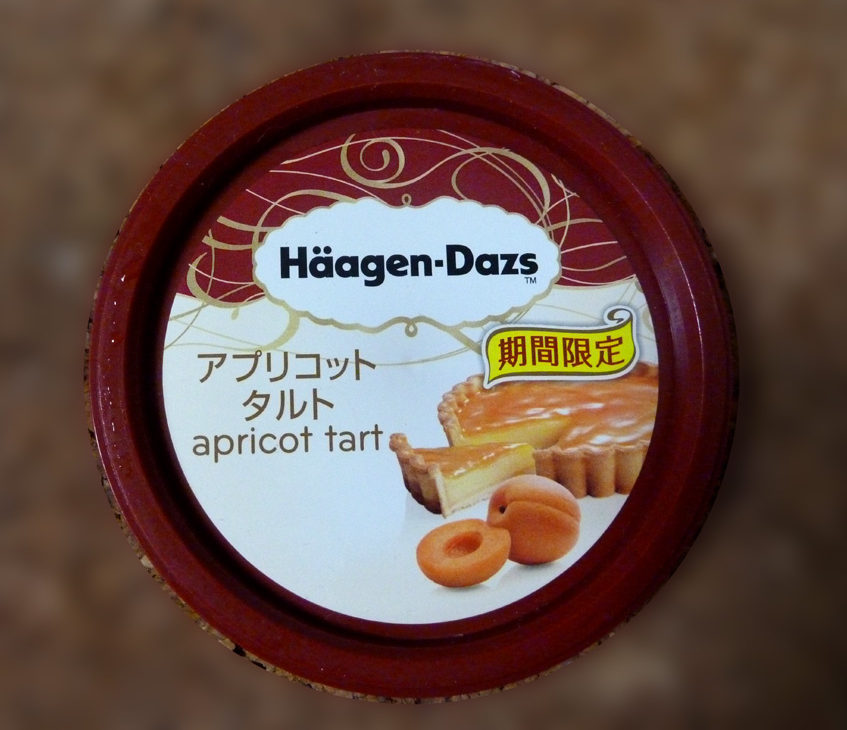 Häagen-Dazs
TM
期間限定
アプリコット
タルト
apricot tart